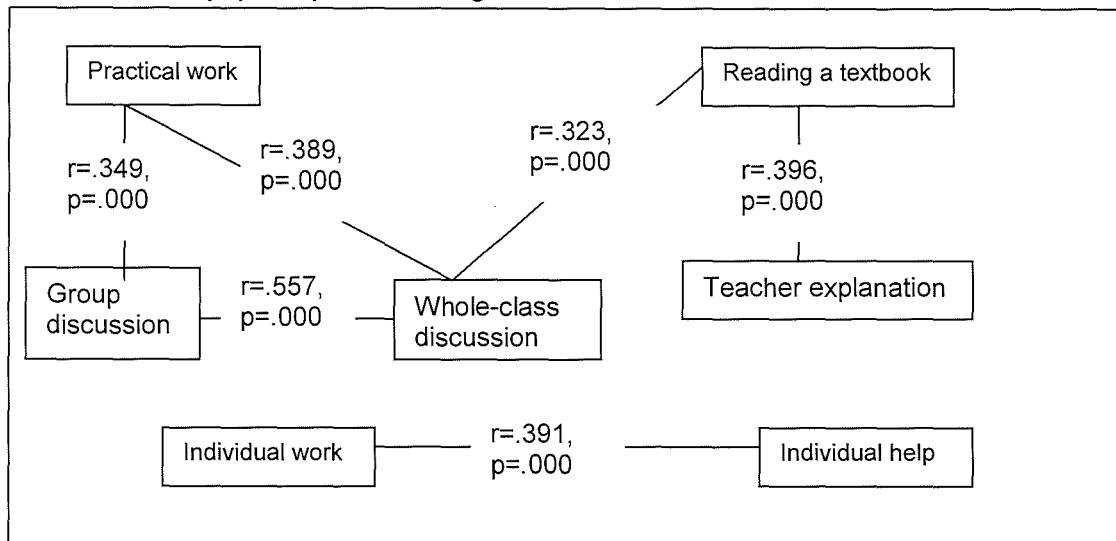 Practical work
Reading a textbook
r=.323,
p=.000
r=.389,
p=.000
r=.349,
p=.000
r=.396,
p=.000
Group
discussion
r=.557,
p=.000
Whole-class
discussion
Teacher explanation
Individual work
r=.391,
p=.000
Individual help